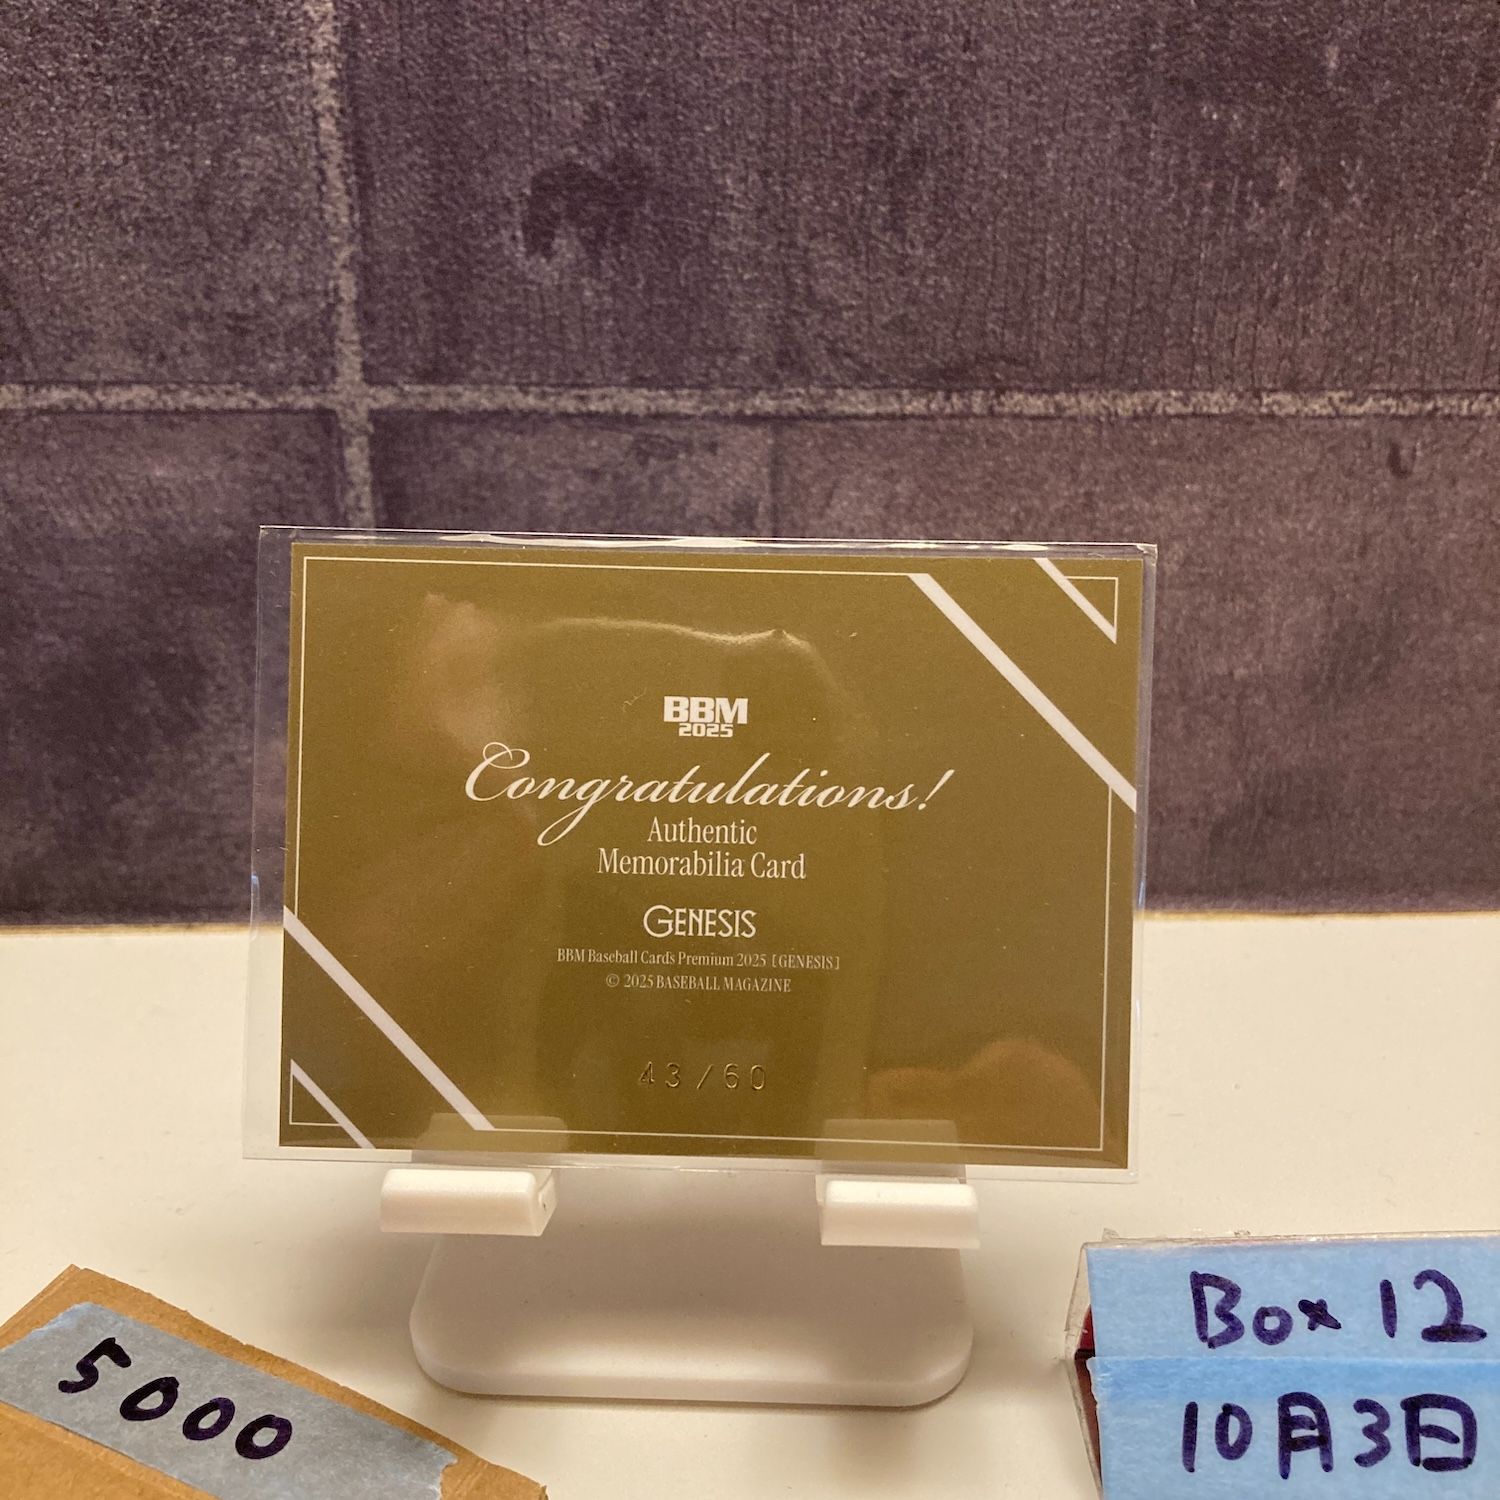 BBM
2025
Congratulations!
Authentic
Memorabilia Card
GENESIS
BBM Baseball Cards Premium 2025 [GENESIS]
© 2025 BASEBALL MAGAZINE
43/60
5000
Box 12
10月3日